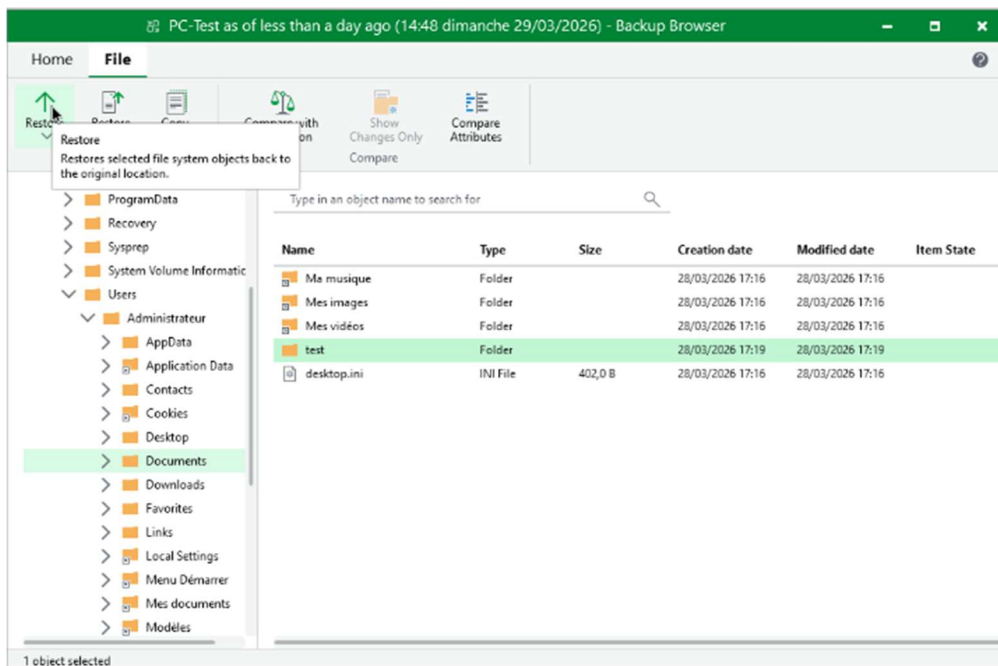 PC-Test as of less than a day ago (14:48 dimanche 29/03/2026) - Backup Browser
Home File
Restore
Compare with
Show
Changes Only
Compare
Attributes
Compare
Restore
Restores selected file system objects back to
the original location.
ProgramData
Recovery
Sysprep
System Volume Informatic
Users
Administrateur
AppData
Application Data
Contacts
Cookies
Desktop
Documents
Downloads
Favorites
Links
Local Settings
Menu Démarrer
Mes documents
Modèles
Type in an object name to search for
Name Type Size Creation date Modified date Item State
Ma musique Folder 28/03/2026 17:16 28/03/2026 17:16
Mes images Folder 28/03/2026 17:16 28/03/2026 17:16
Mes vidéos Folder 28/03/2026 17:16 28/03/2026 17:16
test Folder 28/03/2026 17:19 28/03/2026 17:19
desktop.ini INI File 402,0 B 28/03/2026 17:16 28/03/2026 17:16
1 object selected